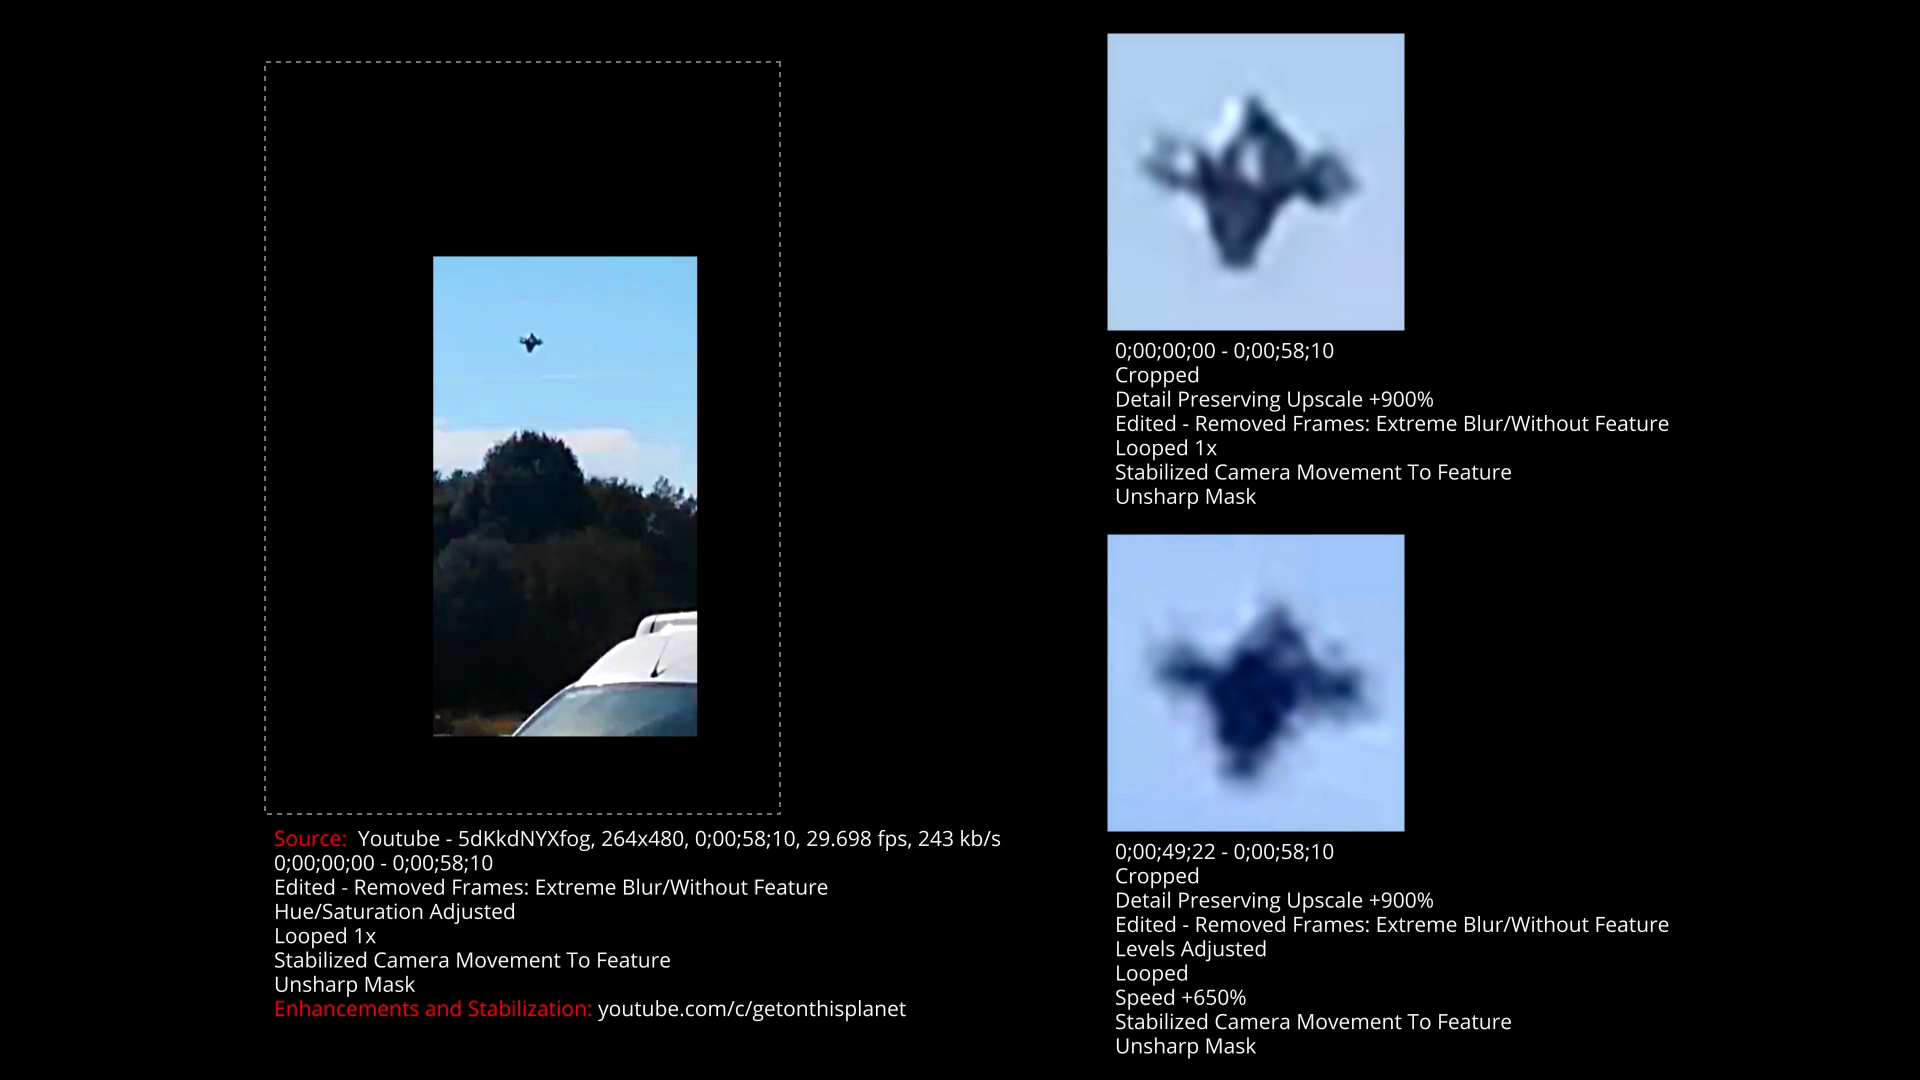 Source: Youtube - 5dKkdNYXfog, 264x480, 0;00;58;10, 29.698 fps, 243 kb/s
0;00;00;00 - 0;00;58;10
Edited - Removed Frames: Extreme Blur/Without Feature
Hue/Saturation Adjusted
Looped 1x
Stabilized Camera Movement To Feature
Unsharp Mask
Enhancements and Stabilization: youtube.com/c/getonthisplanet
0;00;00;00 - 0;00;58;10
Cropped
Detail Preserving Upscale +900%
Edited - Removed Frames: Extreme Blur/Without Feature
Looped 1x
Stabilized Camera Movement To Feature
Unsharp Mask
0;00;49;22 - 0;00;58;10
Cropped
Detail Preserving Upscale +900%
Edited - Removed Frames: Extreme Blur/Without Feature
Levels Adjusted
Looped
Speed +650%
Stabilized Camera Movement To Feature
Unsharp Mask